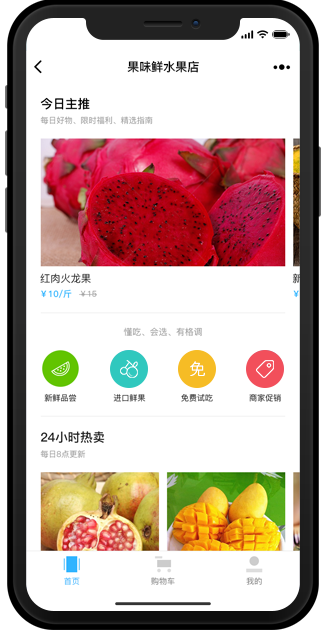 果味鲜水果店
今日主推
每日好物、限时福利、精选指南
红肉火龙果
¥10/斤 ¥15
懂吃、会选、有格调
免
新鲜品尝 进口鲜果 免费试吃 商家促销
24小时热卖
每日8点更新
首页 购物车 我的